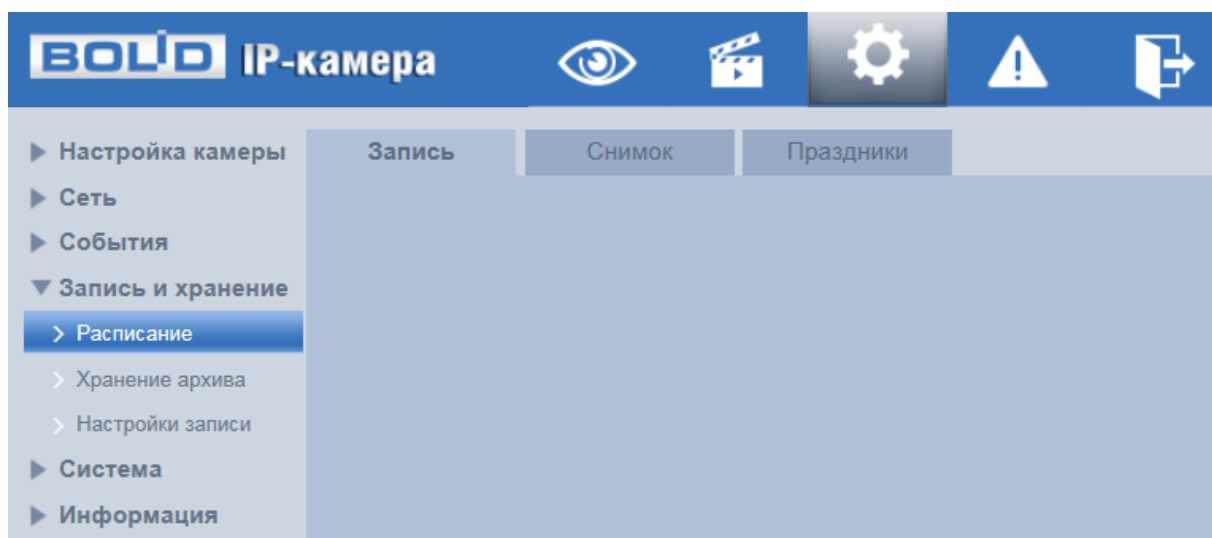 BOLID IP-камера
Настройка камеры
Запись Снимок Праздники
Сеть
События
Запись и хранение
Расписание
Хранение архива
Настройки записи
Система
Информация